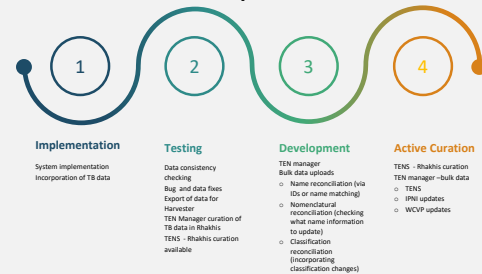 1
2
3
4
Implementation
System implementation
Incorporation of TB data
Testing
Data consistency
checking
Bug and data fixes
Export of data for
Harvester
TEN Manager curation of
TB data in Rhakhis
TENS - Rhakhis curation
available
Development
TEN manager
Bulk data uploads
o Name reconciliation (via
IDs or name matching)
o Nomenclatural
reconciliation (checking
what name information
to update)
o Classification
reconciliation
(incorporating
classification changes)
Active Curation
TENS - Rhakhis curation
TEN manager –bulk data
o TENS
o IPNI updates
o WCVP updates